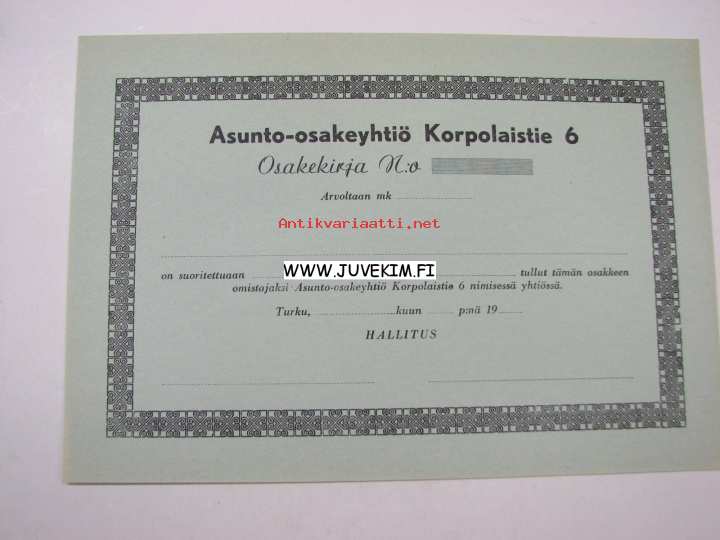 Asunto-osakeyhtiö Korpolaistie 6
Osakekirja N:o
Arvoltaan mk
Antikvariaatti.net
on suoritettuaan WWW.JUVEKIM.FI tullut tämän osakkeen
omistajaksi Asunto-osakeyhtiö Korpolaistie 6 nimisessä yhtiössä.
Turku, kuun p:nä 19
HALLITUS